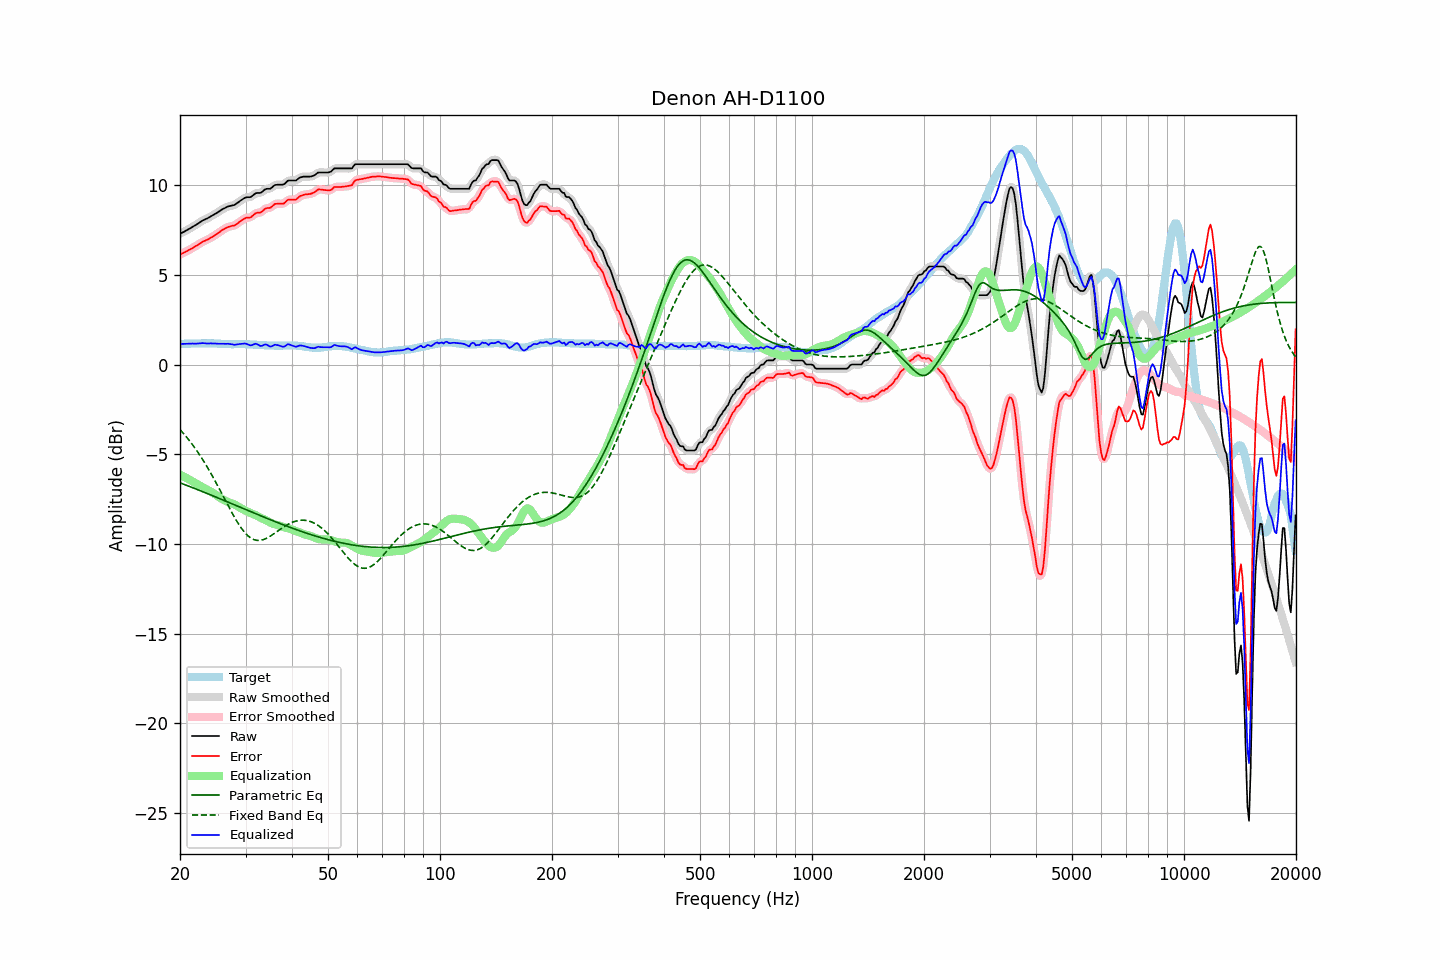 Denon AH-D1100
Amplitude (dBr)
10
5
0
−5
−10
−15
−20
−25
Target
Raw Smoothed
Error Smoothed
Raw
Error
Equalization
Parametric Eq
Fixed Band Eq
Equalized
20 50 100 200 500 1000 2000 5000 10000 20000
Frequency (Hz)